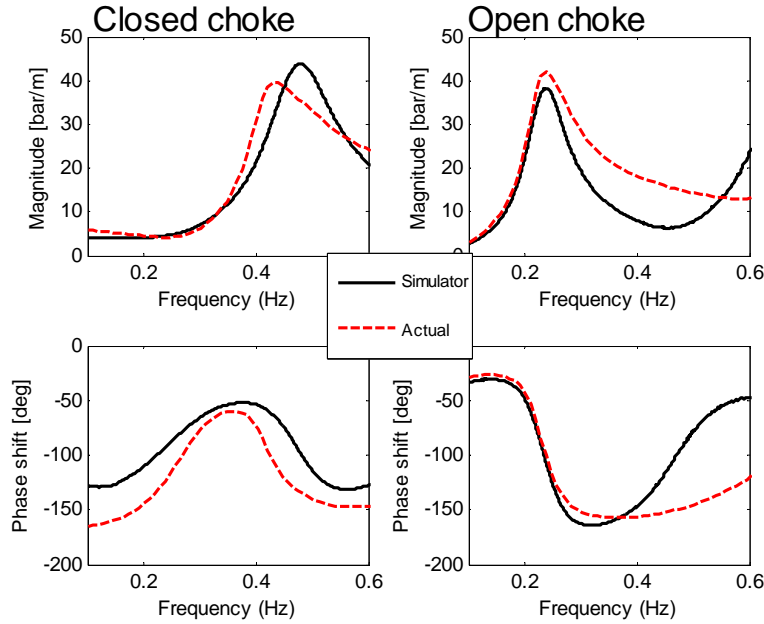 Closed choke
Open choke
50
40
30
20
10
0
Magnitude [bar/m]
0.2
0.4
0.6
Frequency (Hz)
50
40
30
20
10
0
Magnitude [bar/m]
0.2
0.4
0.6
Frequency (Hz)
Simulator
Actual
0
-50
-100
-150
-200
Phase shift [deg]
0.2
0.4
0.6
Frequency (Hz)
0
-50
-100
-150
-200
Phase shift [deg]
0.2
0.4
0.6
Frequency (Hz)